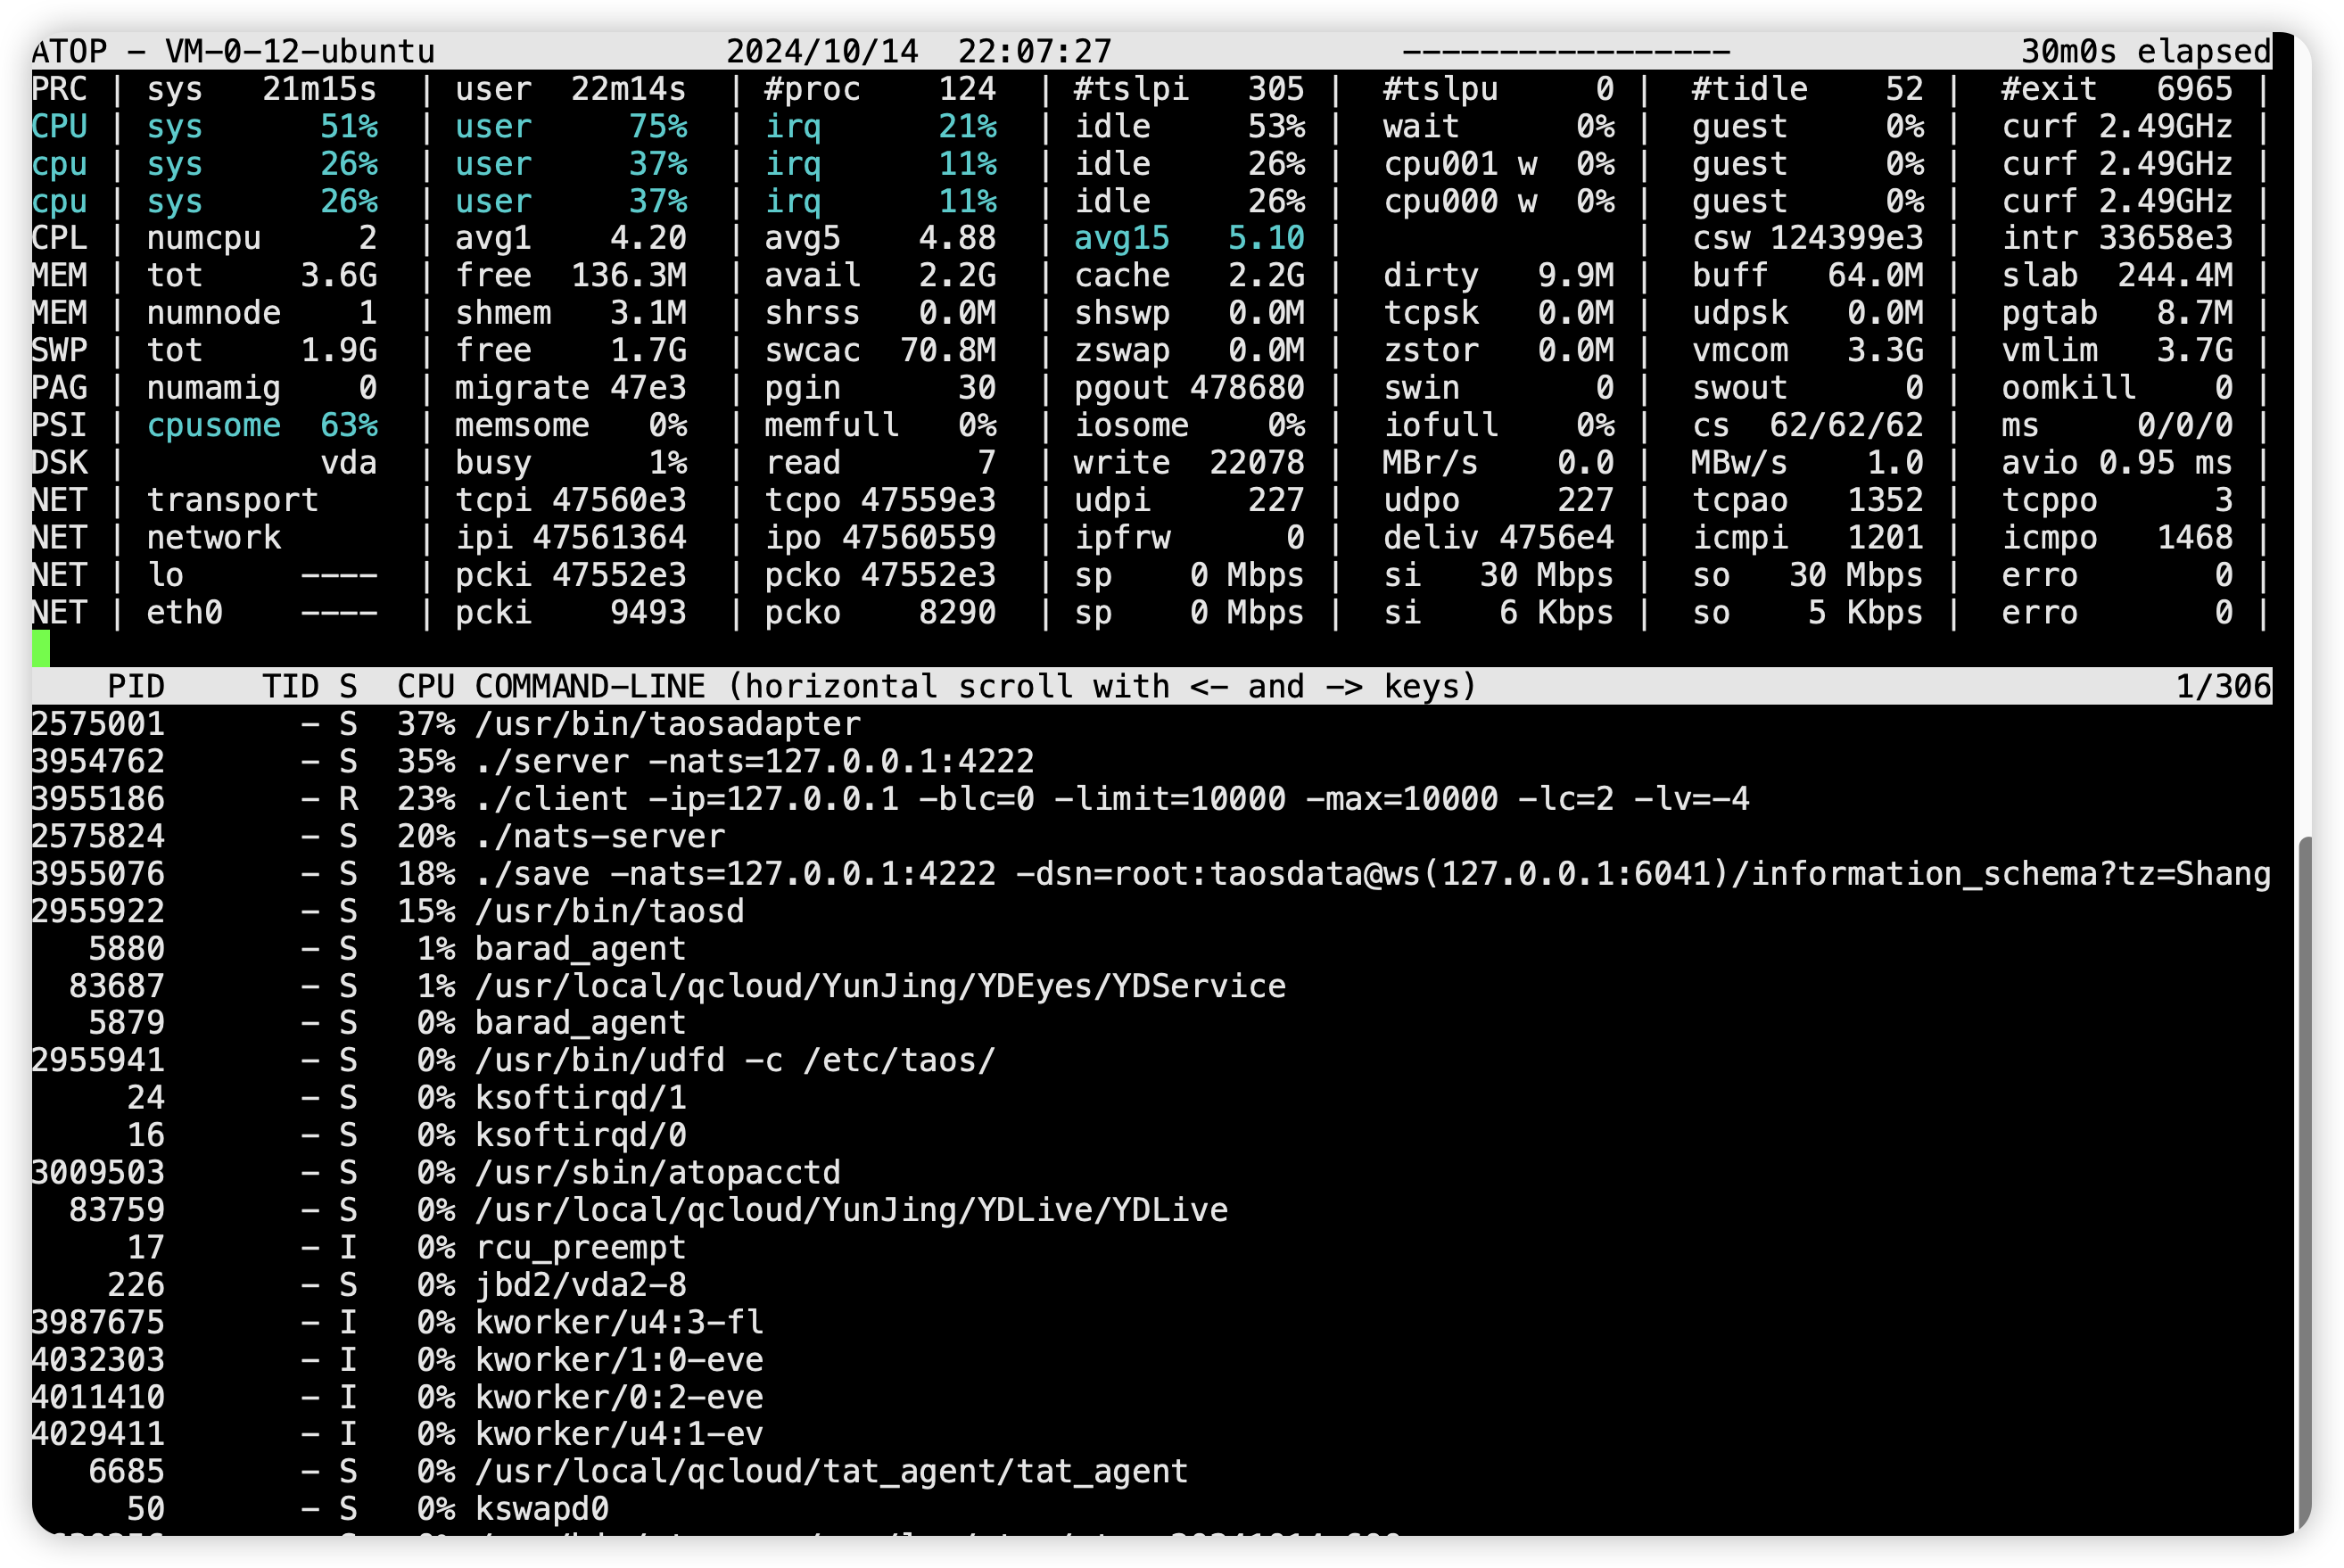 ATOP - VM-0-12-ubuntu 2024/10/14 22:07:27 ----------------- 30m0s elapsed
PRC | sys 21m15s | user 22m14s | #proc 124 | #tslpi 305 | #tslpu 0 | #tidle 52 | #exit 6965 |
CPU | sys 51% | user 75% | irq 21% | idle 53% | wait 0% | guest 0% | curf 2.49GHz |
cpu | sys 26% | user 37% | irq 11% | idle 26% | cpu001 w 0% | guest 0% | curf 2.49GHz |
cpu | sys 26% | user 37% | irq 11% | idle 26% | cpu000 w 0% | guest 0% | curf 2.49GHz |
CPL | numcpu 2 | avg1 4.20 | avg5 4.88 | avg15 5.10 | | csw 124399e3 | intr 33658e3 |
MEM | tot 3.6G | free 136.3M | avail 2.2G | cache 2.2G | dirty 9.9M | buff 64.0M | slab 244.4M |
MEM | numnode 1 | shmem 3.1M | shrss 0.0M | shswp 0.0M | tcpsk 0.0M | udpsk 0.0M | pgtab 8.7M |
SWP | tot 1.9G | free 1.7G | swcac 70.8M | zswap 0.0M | zstor 0.0M | vmcom 3.3G | vmlim 3.7G |
PAG | numamig 0 | migrate 47e3 | pgin 30 | pgout 478680 | swin 0 | swout 0 | oomkill 0 |
PSI | cpusome 63% | memsome 0% | memfull 0% | iosome 0% | iofull 0% | cs 62/62/62 | ms 0/0/0 |
DSK | vda | busy 1% | read 7 | write 22078 | MBr/s 0.0 | MBw/s 1.0 | avio 0.95 ms |
NET | transport | tcpi 47560e3 | tcpo 47559e3 | udpi 227 | udpo 227 | tcpao 1352 | tcppo 3 |
NET | network | ipi 47561364 | ipo 47560559 | ipfrw 0 | deliv 4756e4 | icmpi 1201 | icmpo 1468 |
NET | lo ---- | pcki 47552e3 | pcko 47552e3 | sp 0 Mbps | si 30 Mbps | so 30 Mbps | erro 0 |
NET | eth0 ---- | pcki 9493 | pcko 8290 | sp 0 Mbps | si 6 Kbps | so 5 Kbps | erro 0 |
PID TID S CPU COMMAND-LINE (horizontal scroll with <- and -> keys) 1/306
2575001 - S 37% /usr/bin/taosadapter
3954762 - S 35% ./server -nats=127.0.0.1:4222
3955186 - R 23% ./client -ip=127.0.0.1 -blc=0 -limit=10000 -max=10000 -lc=2 -lv=-4
2575824 - S 20% ./nats-server
3955076 - S 18% ./save -nats=127.0.0.1:4222 -dsn=root:taosdata@ws(127.0.0.1:6041)/information_schema?tz=Shang
2955922 - S 15% /usr/bin/taosd
5880 - S 1% barad_agent
83687 - S 1% /usr/local/qcloud/YunJing/YDEyes/YDService
5879 - S 0% barad_agent
2955941 - S 0% /usr/bin/udfd -c /etc/taos/
24 - S 0% ksoftirqd/1
16 - S 0% ksoftirqd/0
3009503 - S 0% /usr/sbin/atopacctd
83759 - S 0% /usr/local/qcloud/YunJing/YDLive/YDLive
17 - I 0% rcu_preempt
226 - S 0% jbd2/vda2-8
3987675 - I 0% kworker/u4:3-fl
4032303 - I 0% kworker/1:0-eve
4011410 - I 0% kworker/0:2-eve
4029411 - I 0% kworker/u4:1-ev
6685 - S 0% /usr/local/qcloud/tat_agent/tat_agent
50 - S 0% kswapd0